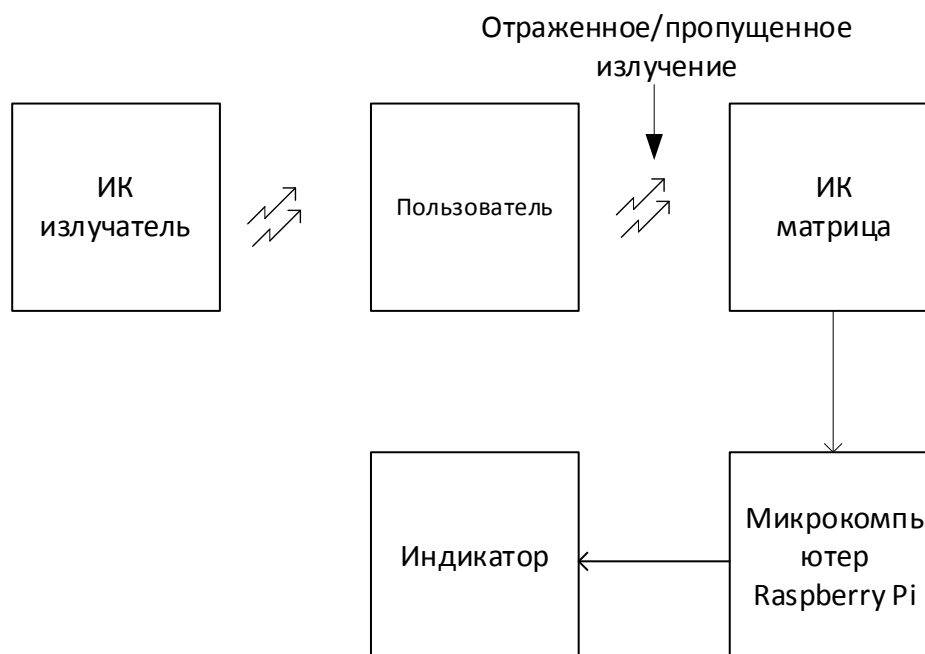 Отраженное/пропущенное
излучение
ИК
излучатель
Пользователь
ИК
матрица
Индикатор
Микрокомпь
ютер
Raspberry Pi